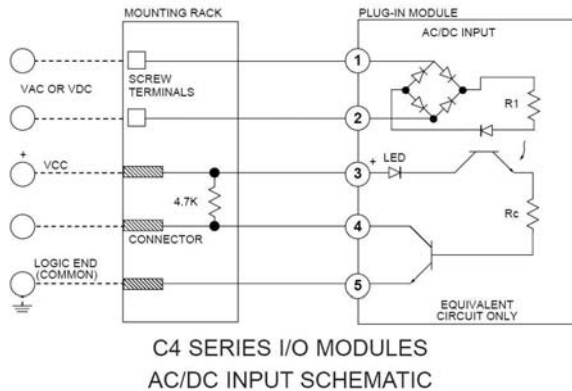 MOUNTING RACK
PLUG-IN MODULE
AC/DC INPUT
1
SCREW
TERMINALS
VAC OR VDC
R1
2
+
VCC
3
+ LED
4.7K
Rc
4
CONNECTOR
LOGIC END
(COMMON)
5
EQUIVALENT
CIRCUIT ONLY
C4 SERIES I/O MODULES
AC/DC INPUT SCHEMATIC